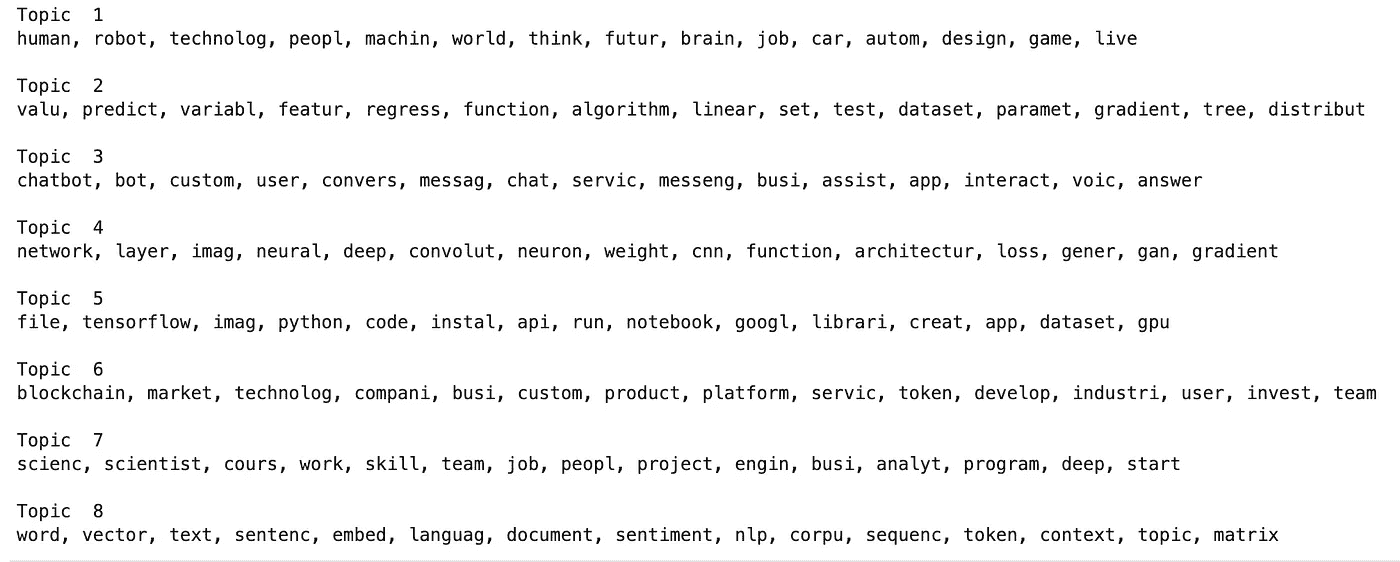 Topic  1
human, robot, technolog, peopl, machin, world, think, futur, brain, job, car, autom, design, game, live
Topic  2
valu, predict, variabl, featur, regress, function, algorithm, linear, set, test, dataset, paramet, gradient, tree, distribut
Topic  3
chatbot, bot, custom, user, convers, messag, chat, servic, messeng, busi, assist, app, interact, voic, answer
Topic  4
network, layer, imag, neural, deep, convolut, neuron, weight, cnn, function, architectur, loss, gener, gan, gradient
Topic  5
file, tensorflow, imag, python, code, instal, api, run, notebook, googl, librari, creat, app, dataset, gpu
Topic  6
blockchain, market, technolog, compani, busi, custom, product, platform, servic, token, develop, industri, user, invest, team
Topic  7
scienc, scientist, cours, work, skill, team, job, peopl, project, engin, busi, analyt, program, deep, start
Topic  8
word, vector, text, sentenc, embed, languag, document, sentiment, nlp, corpu, sequenc, token, context, topic, matrix